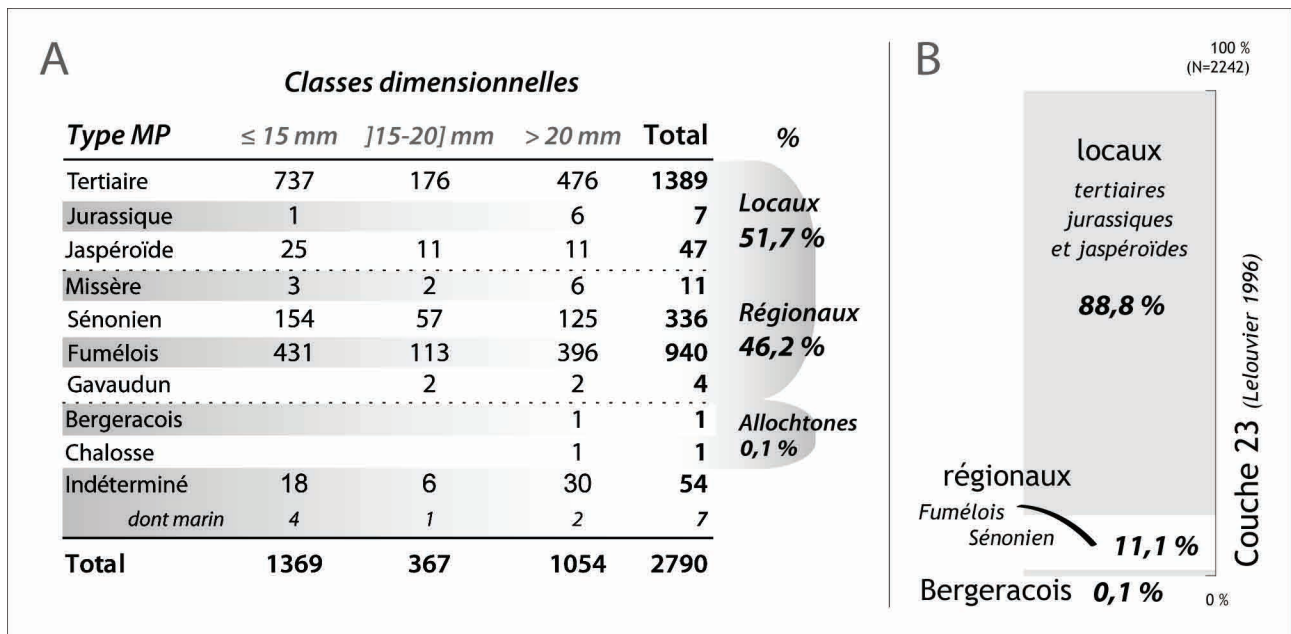 A
Classes dimensionnelles
Type MP ≤ 15 mm ]15-20] mm > 20 mm Total %
Tertiaire 737 176 476 1389
Jurassique 1 6 7
Jaspéroïde 25 11 11 47
Locaux
51,7 %
Missère 3 2 6 11
Sénonien 154 57 125 336
Fumélois 431 113 396 940
Gavaudun 2 2 4
Régionaux
46,2 %
Bergeracois 1 1
Chalosse 1 1
Allochtones
0,1 %
Indéterminé 18 6 30 54
dont marin 4 1 2 7
Total 1369 367 1054 2790
B
100 %
(N=2242)
locaux
tertiaires
jurassiques
et jaspéroïdes
88,8 %
régionaux
Fumélois
Sénonien
11,1 %
Bergeracois 0,1 %
0 %
Couche 23 (Lelouvier 1996)